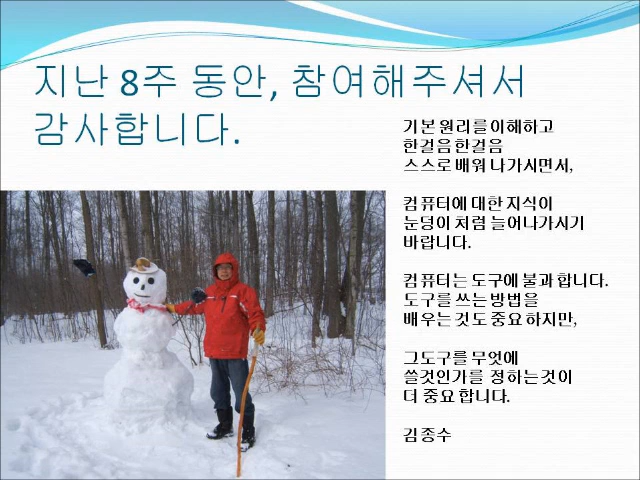 지난 8주 동안, 참여해주셔서
감사합니다.
기본 원리를 이해하고
한걸음 한걸음
스스로 배워 나가시면서,
컴퓨터에 대한 지식이
눈덩이 처럼 늘어나가시기
바랍니다.
컴퓨터는 도구에 불과 합니다.
도구를 쓰는 방법을
배우는 것도 중요 하지만,
그도구를 무엇에
쓸것인가를 정하는것이
더 중요 합니다.
김종수